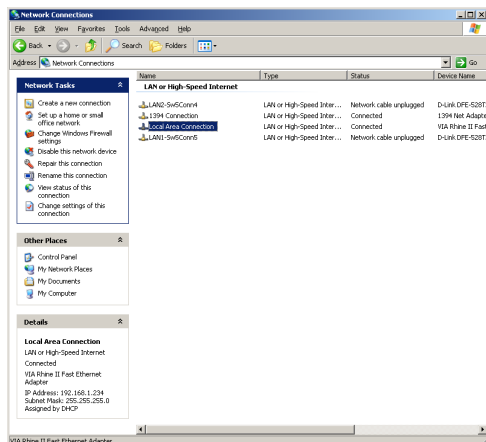 Network Connections
File Edit View Favorites Tools Advanced Help
Back Search Folders
Address Network Connections Go
Name Type Status Device Name
LAN or High-Speed Internet
LAN2-Sw5Conn4 LAN or High-Speed Inter... Network cable unplugged D-Link DFE-528T
1394 Connection LAN or High-Speed Inter... Connected 1394 Net Adapte
Local Area Connection LAN or High-Speed Inter... Connected VIA Rhine II Fast
LAN1-Sw5Conn5 LAN or High-Speed Inter... Network cable unplugged D-Link DFE-528T
Network Tasks
Create a new connection
Set up a home or small
office network
Change Windows Firewall
settings
Disable this network device
Repair this connection
Rename this connection
View status of this
connection
Change settings of this
connection
Other Places
Control Panel
My Network Places
My Documents
My Computer
Details
Local Area Connection
LAN or High-Speed Internet
Connected
VIA Rhine II Fast Ethernet
Adapter
IP Address: 192.168.1.234
Subnet Mask: 255.255.255.0
Assigned by DHCP
VIA Rhine II Fast Ethernet Adapter